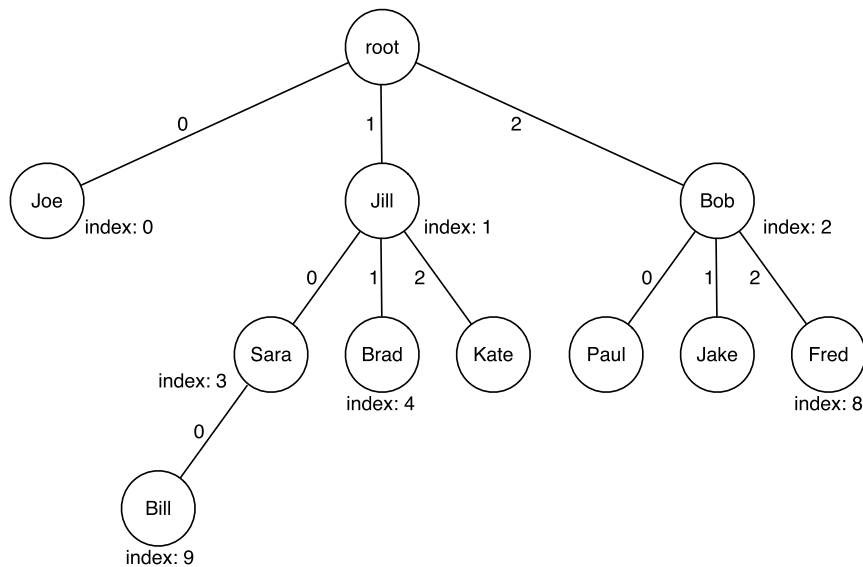 root
0
1
2
Joe
Jill
Bob
index: 0
index: 1
index: 2
0
1
2
0
1
2
Sara
Brad
Kate
Paul
Jake
Fred
index: 3
index: 4
index: 8
0
Bill
index: 9